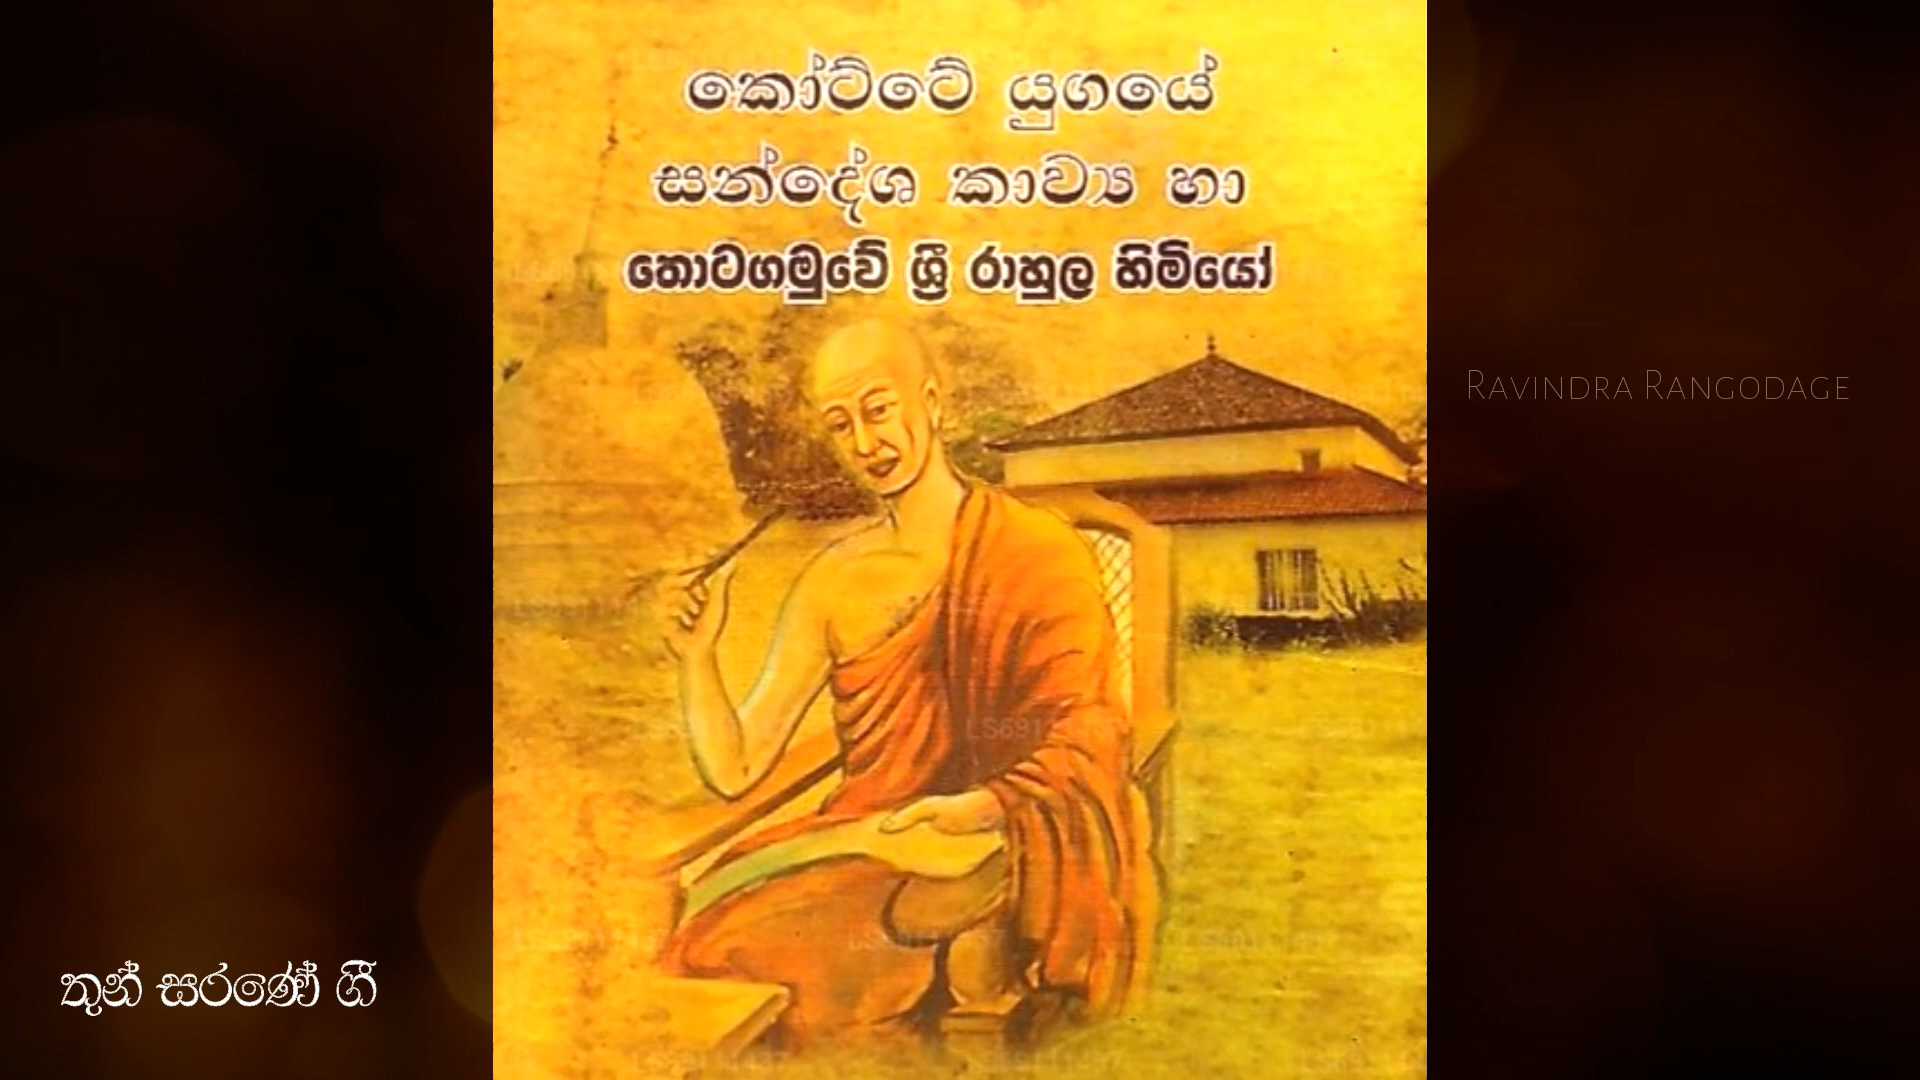 කෝට්ටේ යුගයේ
සන්දේශ කාව්‍ය හා
තොටගමුවේ ශ්‍රී රාහුල හිමියෝ
RAVINDRA RANGODAGE
තුන් සරණේ ගී